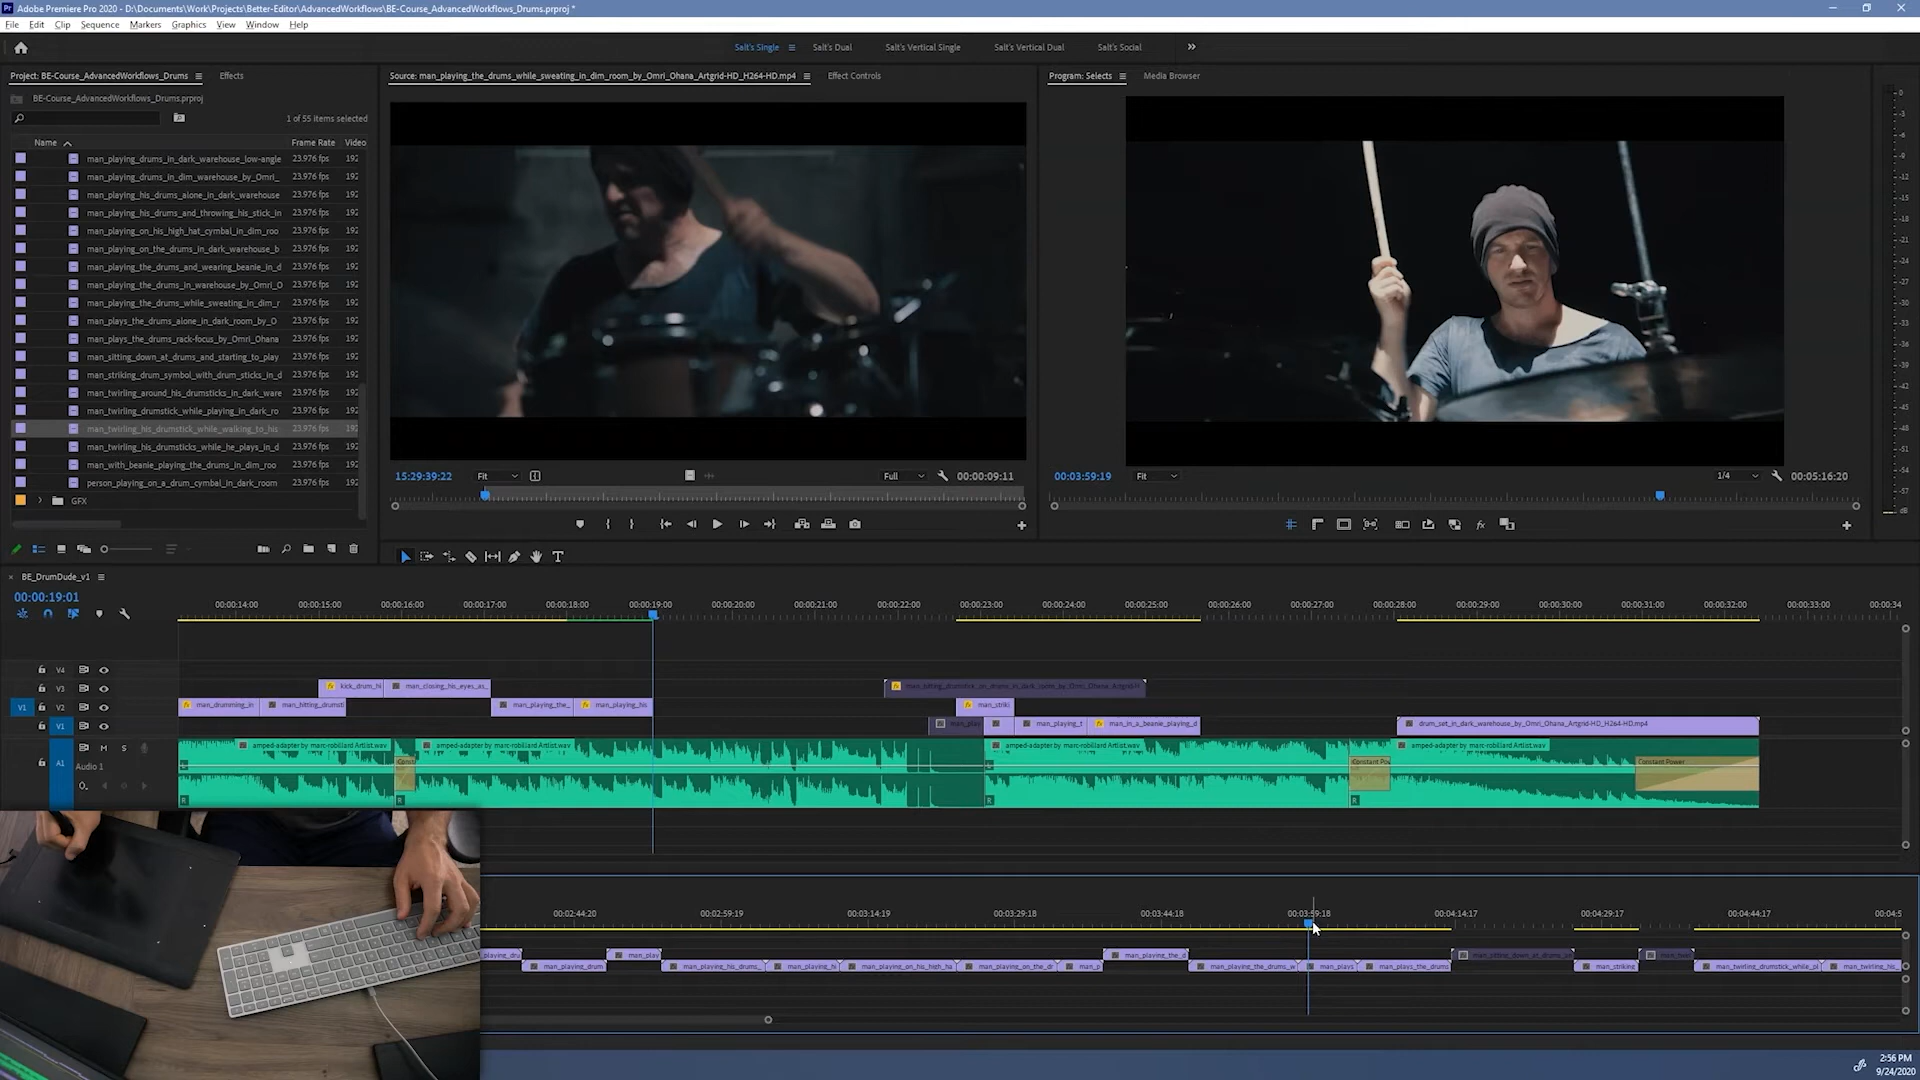 Adobe Premiere Pro 2020 - D:\Documents\Work\Projects\Better-Editor\AdvancedWorkflows\BE-Course_AdvancedWorkflows_Drums.prproj *
File Edit Clip Sequence Markers Graphics View Window Help
Salt's Single Salt's Dual Salt's Vertical Single Salt's Vertical Dual Salt's Social
Project: BE-Course_AdvancedWorkflows_Drums Effects
Source: man_playing_the_drums_while_sweating_in_dim_room_by_Omri_Ohana_Artgrid-HD_H264-HD.mp4 Effect Controls
Program: Selects Media Browser
BE-Course_AdvancedWorkflows_Drums.prproj
1 of 55 items selected
Name Frame Rate Video
man_playing_drums_in_dark_warehouse_low-angle 23.976 fps 192
man_playing_drums_in_dim_warehouse_by_Omri_ 23.976 fps 192
man_playing_his_drums_alone_in_dark_warehouse 23.976 fps 192
man_playing_his_drums_and_throwing_his_stick_in 23.976 fps 192
man_playing_on_his_high_hat_cymbal_in_dim_roo 23.976 fps 192
man_playing_on_the_drums_in_dark_warehouse_b 23.976 fps 192
man_playing_the_drums_and_wearing_beanie_in_d 23.976 fps 192
man_playing_the_drums_in_warehouse_by_Omri_O 23.976 fps 192
man_playing_the_drums_while_sweating_in_dim_r 23.976 fps 192
man_plays_the_drums_alone_in_dark_room_by_O 23.976 fps 192
man_plays_the_drums_rack-focus_by_Omri_Ohana 23.976 fps 192
man_sitting_down_at_drums_and_starting_to_play 23.976 fps 192
man_striking_drum_symbol_with_drum_sticks_in_d 23.976 fps 192
man_twirling_around_his_drumsticks_in_dark_ware 23.976 fps 192
man_twirling_drumstick_while_playing_in_dark_ro 23.976 fps 192
man_twirling_his_drumstick_while_walking_to_his 23.976 fps 192
man_twirling_his_drumsticks_while_he_plays_in_d 23.976 fps 192
man_with_beanie_playing_the_drums_in_dim_roo 23.976 fps 192
person_playing_on_a_drum_cymbal_in_dark_room 23.976 fps 192
GFX
15:29:39:22 Fit Full 00:00:09:11
00:03:59:19 Fit 1/4 00:05:16:20
BE_DrumDude_v1
00:00:19:01
00:00:14:00 00:00:15:00 00:00:16:00 00:00:17:00 00:00:18:00 00:00:19:00 00:00:20:00 00:00:21:00 00:00:22:00 00:00:23:00 00:00:24:00 00:00:25:00 00:00:26:00 00:00:27:00 00:00:28:00 00:00:29:00 00:00:30:00 00:00:31:00 00:00:32:00 00:00:33:00 00:00:34
V4
V3 kick_drum_hi man_closing_his_eyes_as_ man_hitting_drumstick_on_drums_in_dark_room_by_Omri_Ohana_Artgrid-H
V1 V2 man_drumming_in man_hitting_drumsti man_playing_the_ man_playing_his man_striki
V1 man_play man_playing_t man_in_a_beanie_playing_d drum_set_in_dark_warehouse_by_Omri_Ohana_Artgrid-HD_H264-HD.mp4
M S amped-adapter by marc-robillard Artlist.wav amped-adapter by marc-robillard Artlist.wav amped-adapter by marc-robillard Artlist.wav amped-adapter by marc-robillard Artlist.wav
A1 Audio 1 Const Constant Po Constant Power
00:02:44:20 00:02:59:19 00:03:14:19 00:03:29:18 00:03:44:18 00:03:59:18 00:04:14:17 00:04:29:17 00:04:44:17 00:04:5
playing_dru man_play man_playing_the_d man_sitting_down_at_drums_an man_twirl
man_playing_drum man_playing_his_drums_ man_playing_hi man_playing_on_his_high_ha man_playing_on_the_dr man_p man_playing_the_drums_w man_plays man_plays_the_drums man_striking man_twirling_drumstick_while_pl man_twirling_his_
2:56 PM
9/24/2020